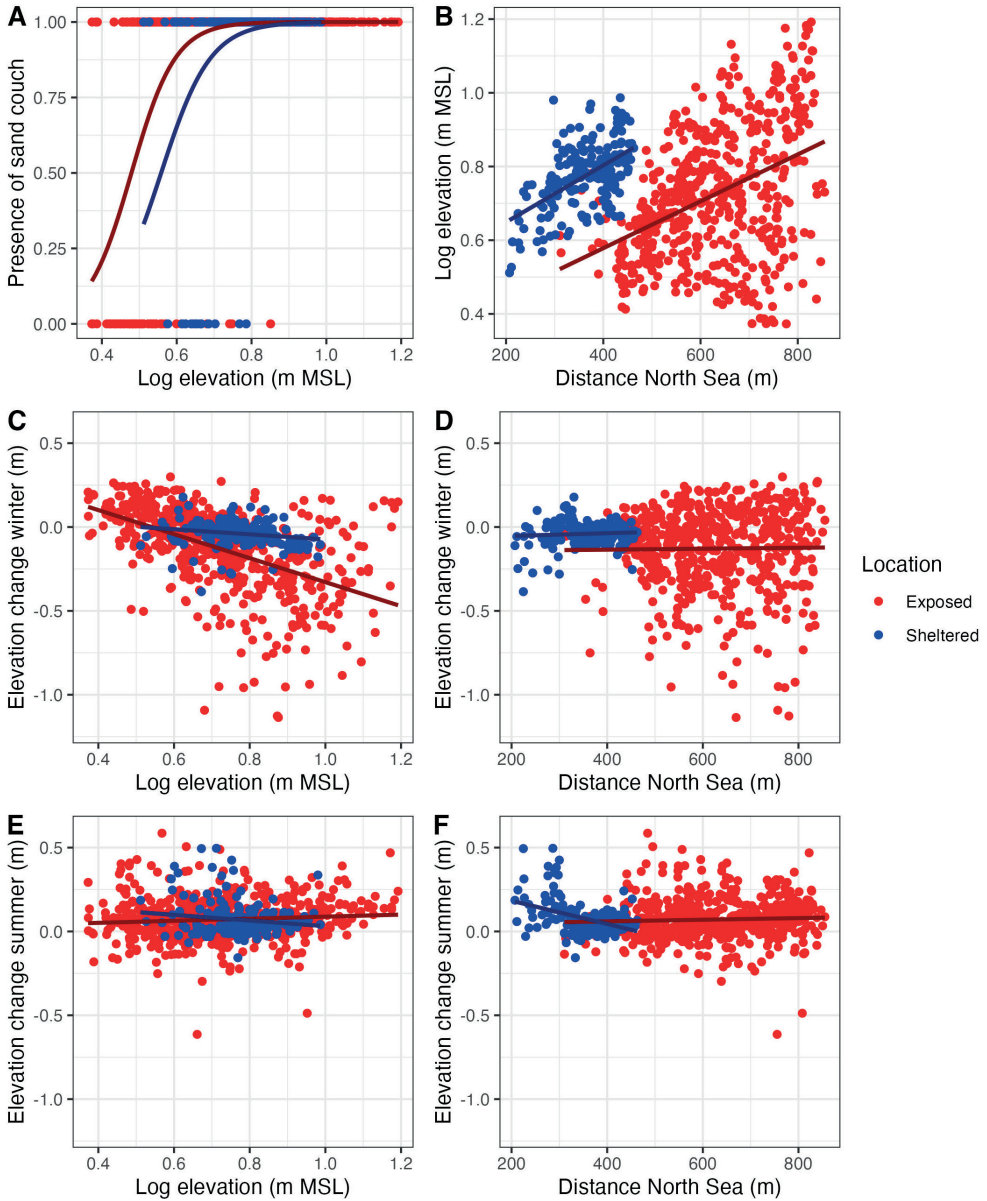 A
Presence of sand couch
1.00
0.75
0.50
0.25
0.00
0.4 0.6 0.8 1.0 1.2
Log elevation (m MSL)
B
Log elevation (m MSL)
1.2
1.0
0.8
0.6
0.4
200 400 600 800
Distance North Sea (m)
C
Elevation change winter (m)
0.5
0.0
-0.5
-1.0
0.4 0.6 0.8 1.0 1.2
Log elevation (m MSL)
D
Elevation change winter (m)
0.5
0.0
-0.5
-1.0
200 400 600 800
Distance North Sea (m)
Location
Exposed
Sheltered
E
Elevation change summer (m)
0.5
0.0
-0.5
-1.0
0.4 0.6 0.8 1.0 1.2
Log elevation (m MSL)
F
Elevation change summer (m)
0.5
0.0
-0.5
-1.0
200 400 600 800
Distance North Sea (m)